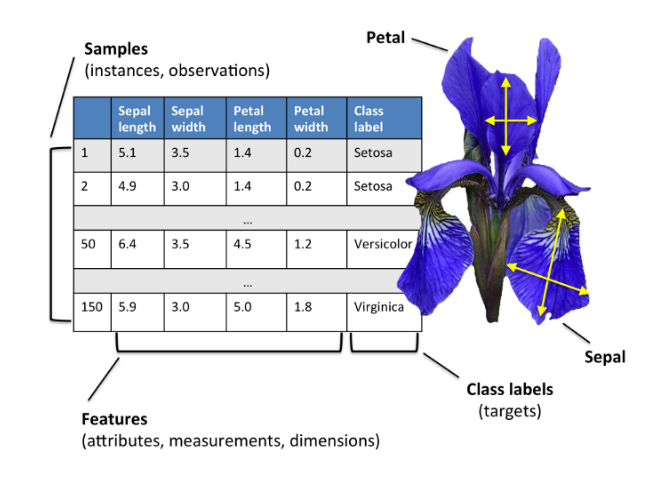 Samples
(instances, observations)
Petal
Sepal length Sepal width Petal length Petal width Class label
1 5.1 3.5 1.4 0.2 Setosa
2 4.9 3.0 1.4 0.2 Setosa
...
50 6.4 3.5 4.5 1.2 Versicolor
...
150 5.9 3.0 5.0 1.8 Virginica
Sepal
Class labels
(targets)
Features
(attributes, measurements, dimensions)